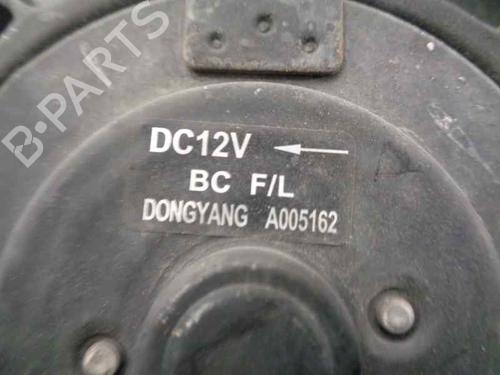 B-PARTS
DC12V ←
BC F/L
DONGYANG A005162